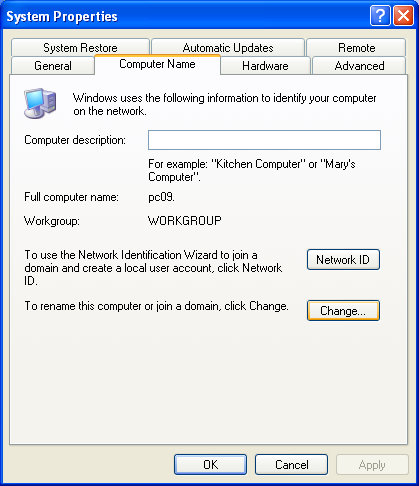 System Properties
System Restore
Automatic Updates
Remote
General
Computer Name
Hardware
Advanced
Windows uses the following information to identify your computer
on the network.
Computer description:
For example: "Kitchen Computer" or "Mary's
Computer".
Full computer name:
pc09.
Workgroup:
WORKGROUP
To use the Network Identification Wizard to join a
domain and create a local user account, click Network
ID.
Network ID
To rename this computer or join a domain, click Change.
Change...
OK
Cancel
Apply